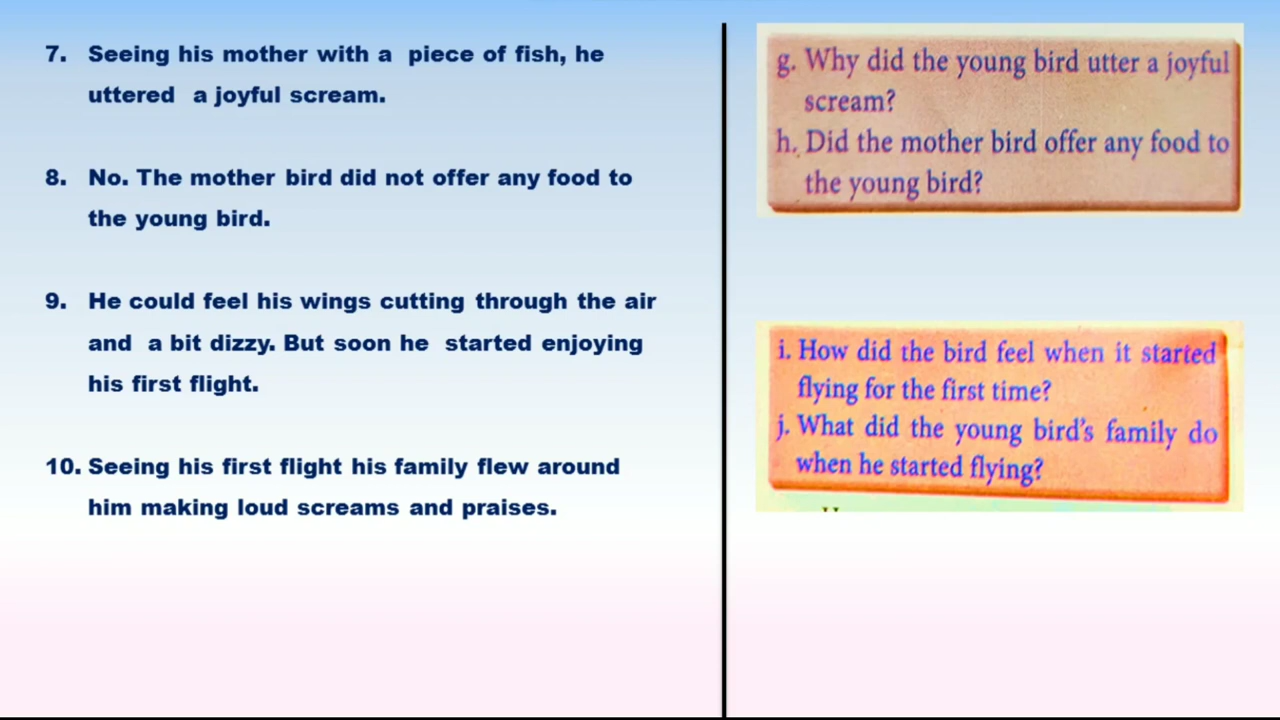 7. Seeing his mother with a piece of fish, he
uttered a joyful scream.
8. No. The mother bird did not offer any food to
the young bird.
9. He could feel his wings cutting through the air
and a bit dizzy. But soon he started enjoying
his first flight.
10. Seeing his first flight his family flew around
him making loud screams and praises.
g. Why did the young bird utter a joyful
scream?
h. Did the mother bird offer any food to
the young bird?
i. How did the bird feel when it started
flying for the first time?
j. What did the young bird's family do
when he started flying?